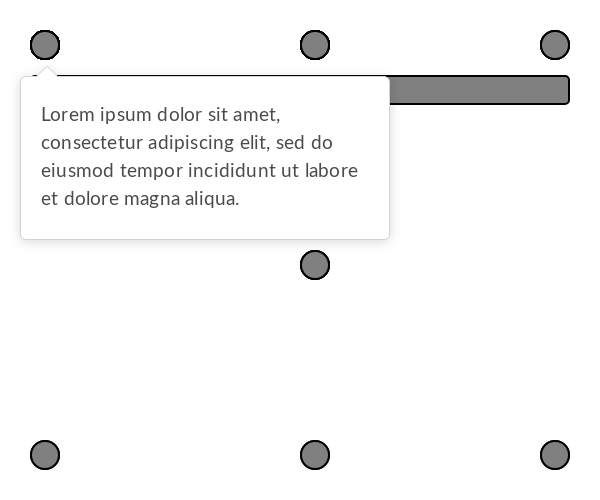 Lorem ipsum dolor sit amet,
consectetur adipiscing elit, sed do
eiusmod tempor incididunt ut labore
et dolore magna aliqua.